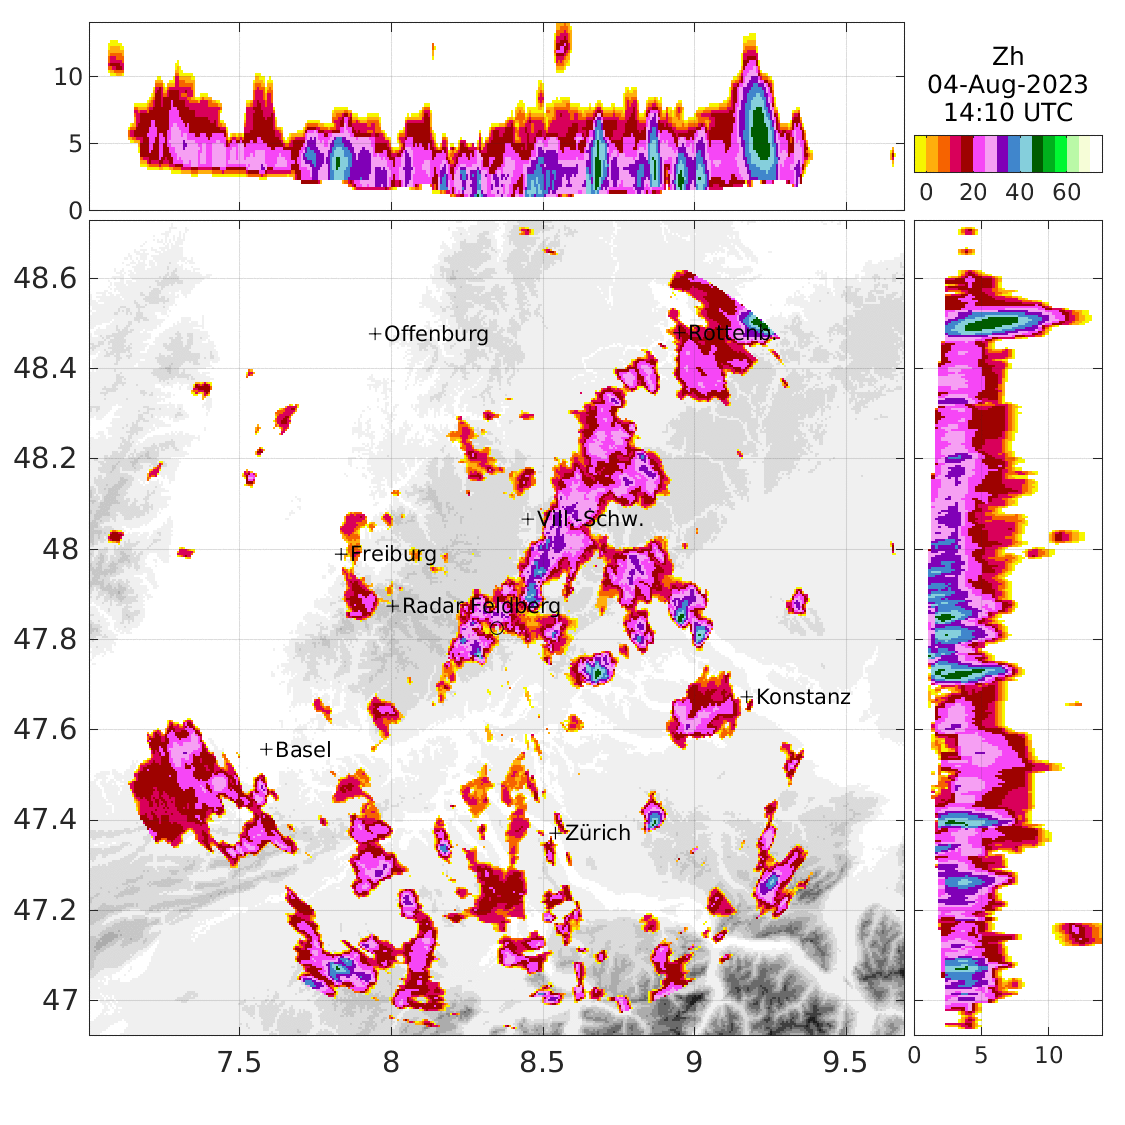 10
5
0
Zh
04-Aug-2023
14:10 UTC
0 20 40 60
48.6
48.4
48.2
48
47.8
47.6
47.4
47.2
47
+Offenburg
+Rottenb.
+Vill.-Schw.
+Freiburg
+Radar Feldberg
+Konstanz
+Basel
+Zürich
7.5 8 8.5 9 9.5
0 5 10